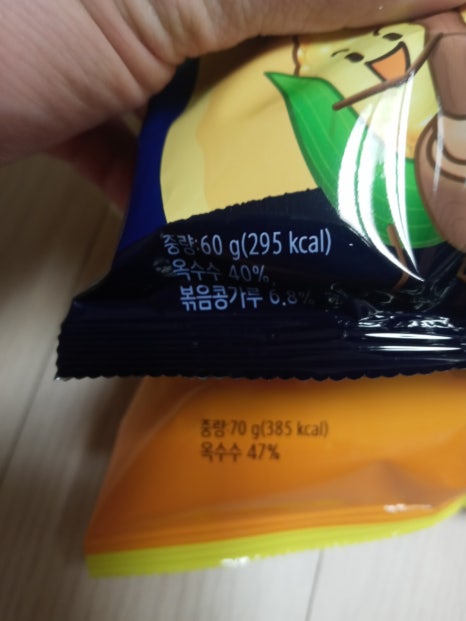 중량:60 g(295 kcal)
옥수수 40%,
볶음콩가루 6.8%
중량:70 g(385 kcal)
옥수수 47%